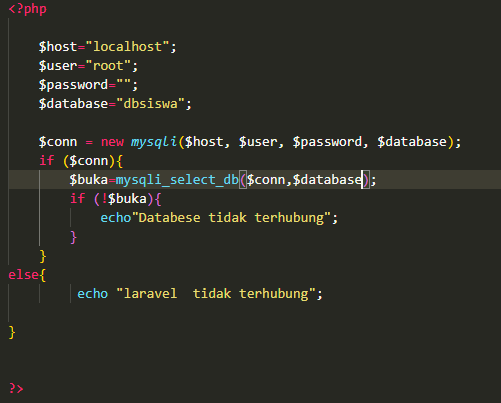 <?php
$host="localhost";
$user="root";
$password="";
$database="dbsiswa";
$conn = new mysqli($host, $user, $password, $database);
if ($conn){
$buka=mysqli_select_db($conn,$database);
if (!$buka){
echo"Databese tidak terhubung";
}
}
else{
echo "laravel  tidak terhubung";
}
?>